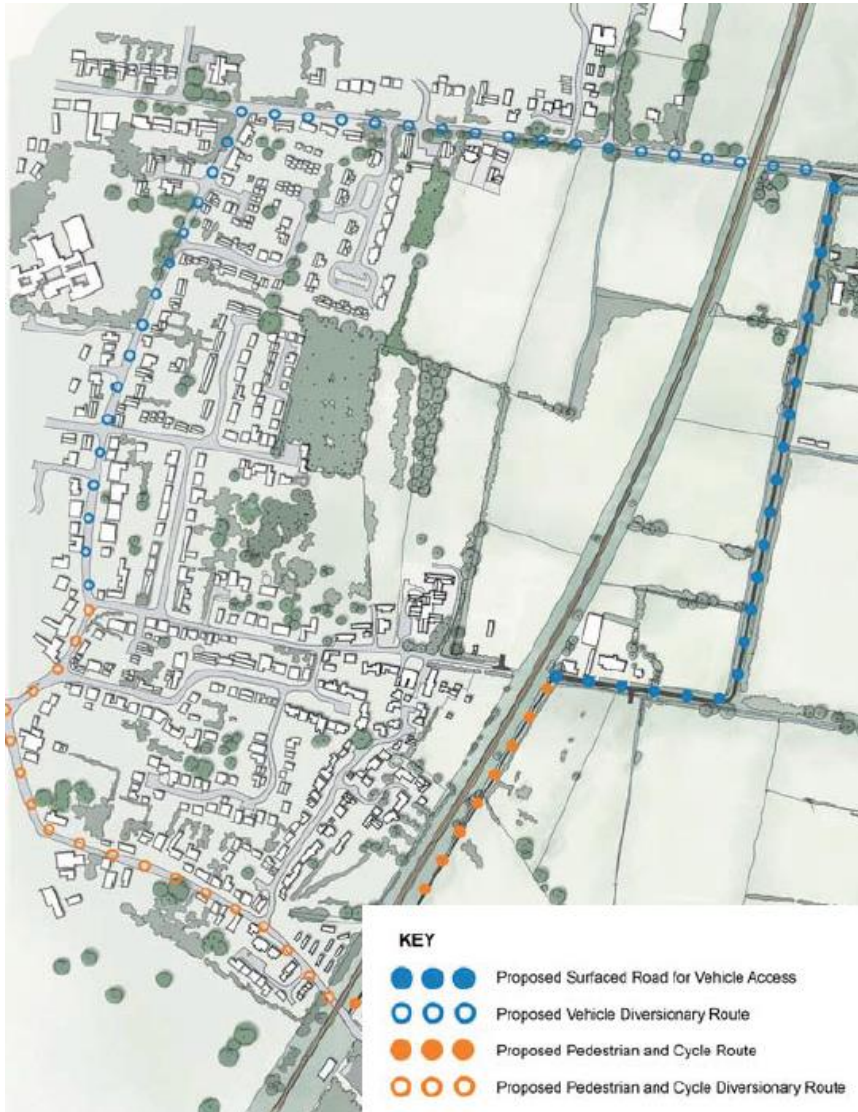 KEY
Proposed Surfaced Road for Vehicle Access
Proposed Vehicle Diversionary Route
Proposed Pedestrian and Cycle Route
Proposed Pedestrian and Cycle Diversionary Route